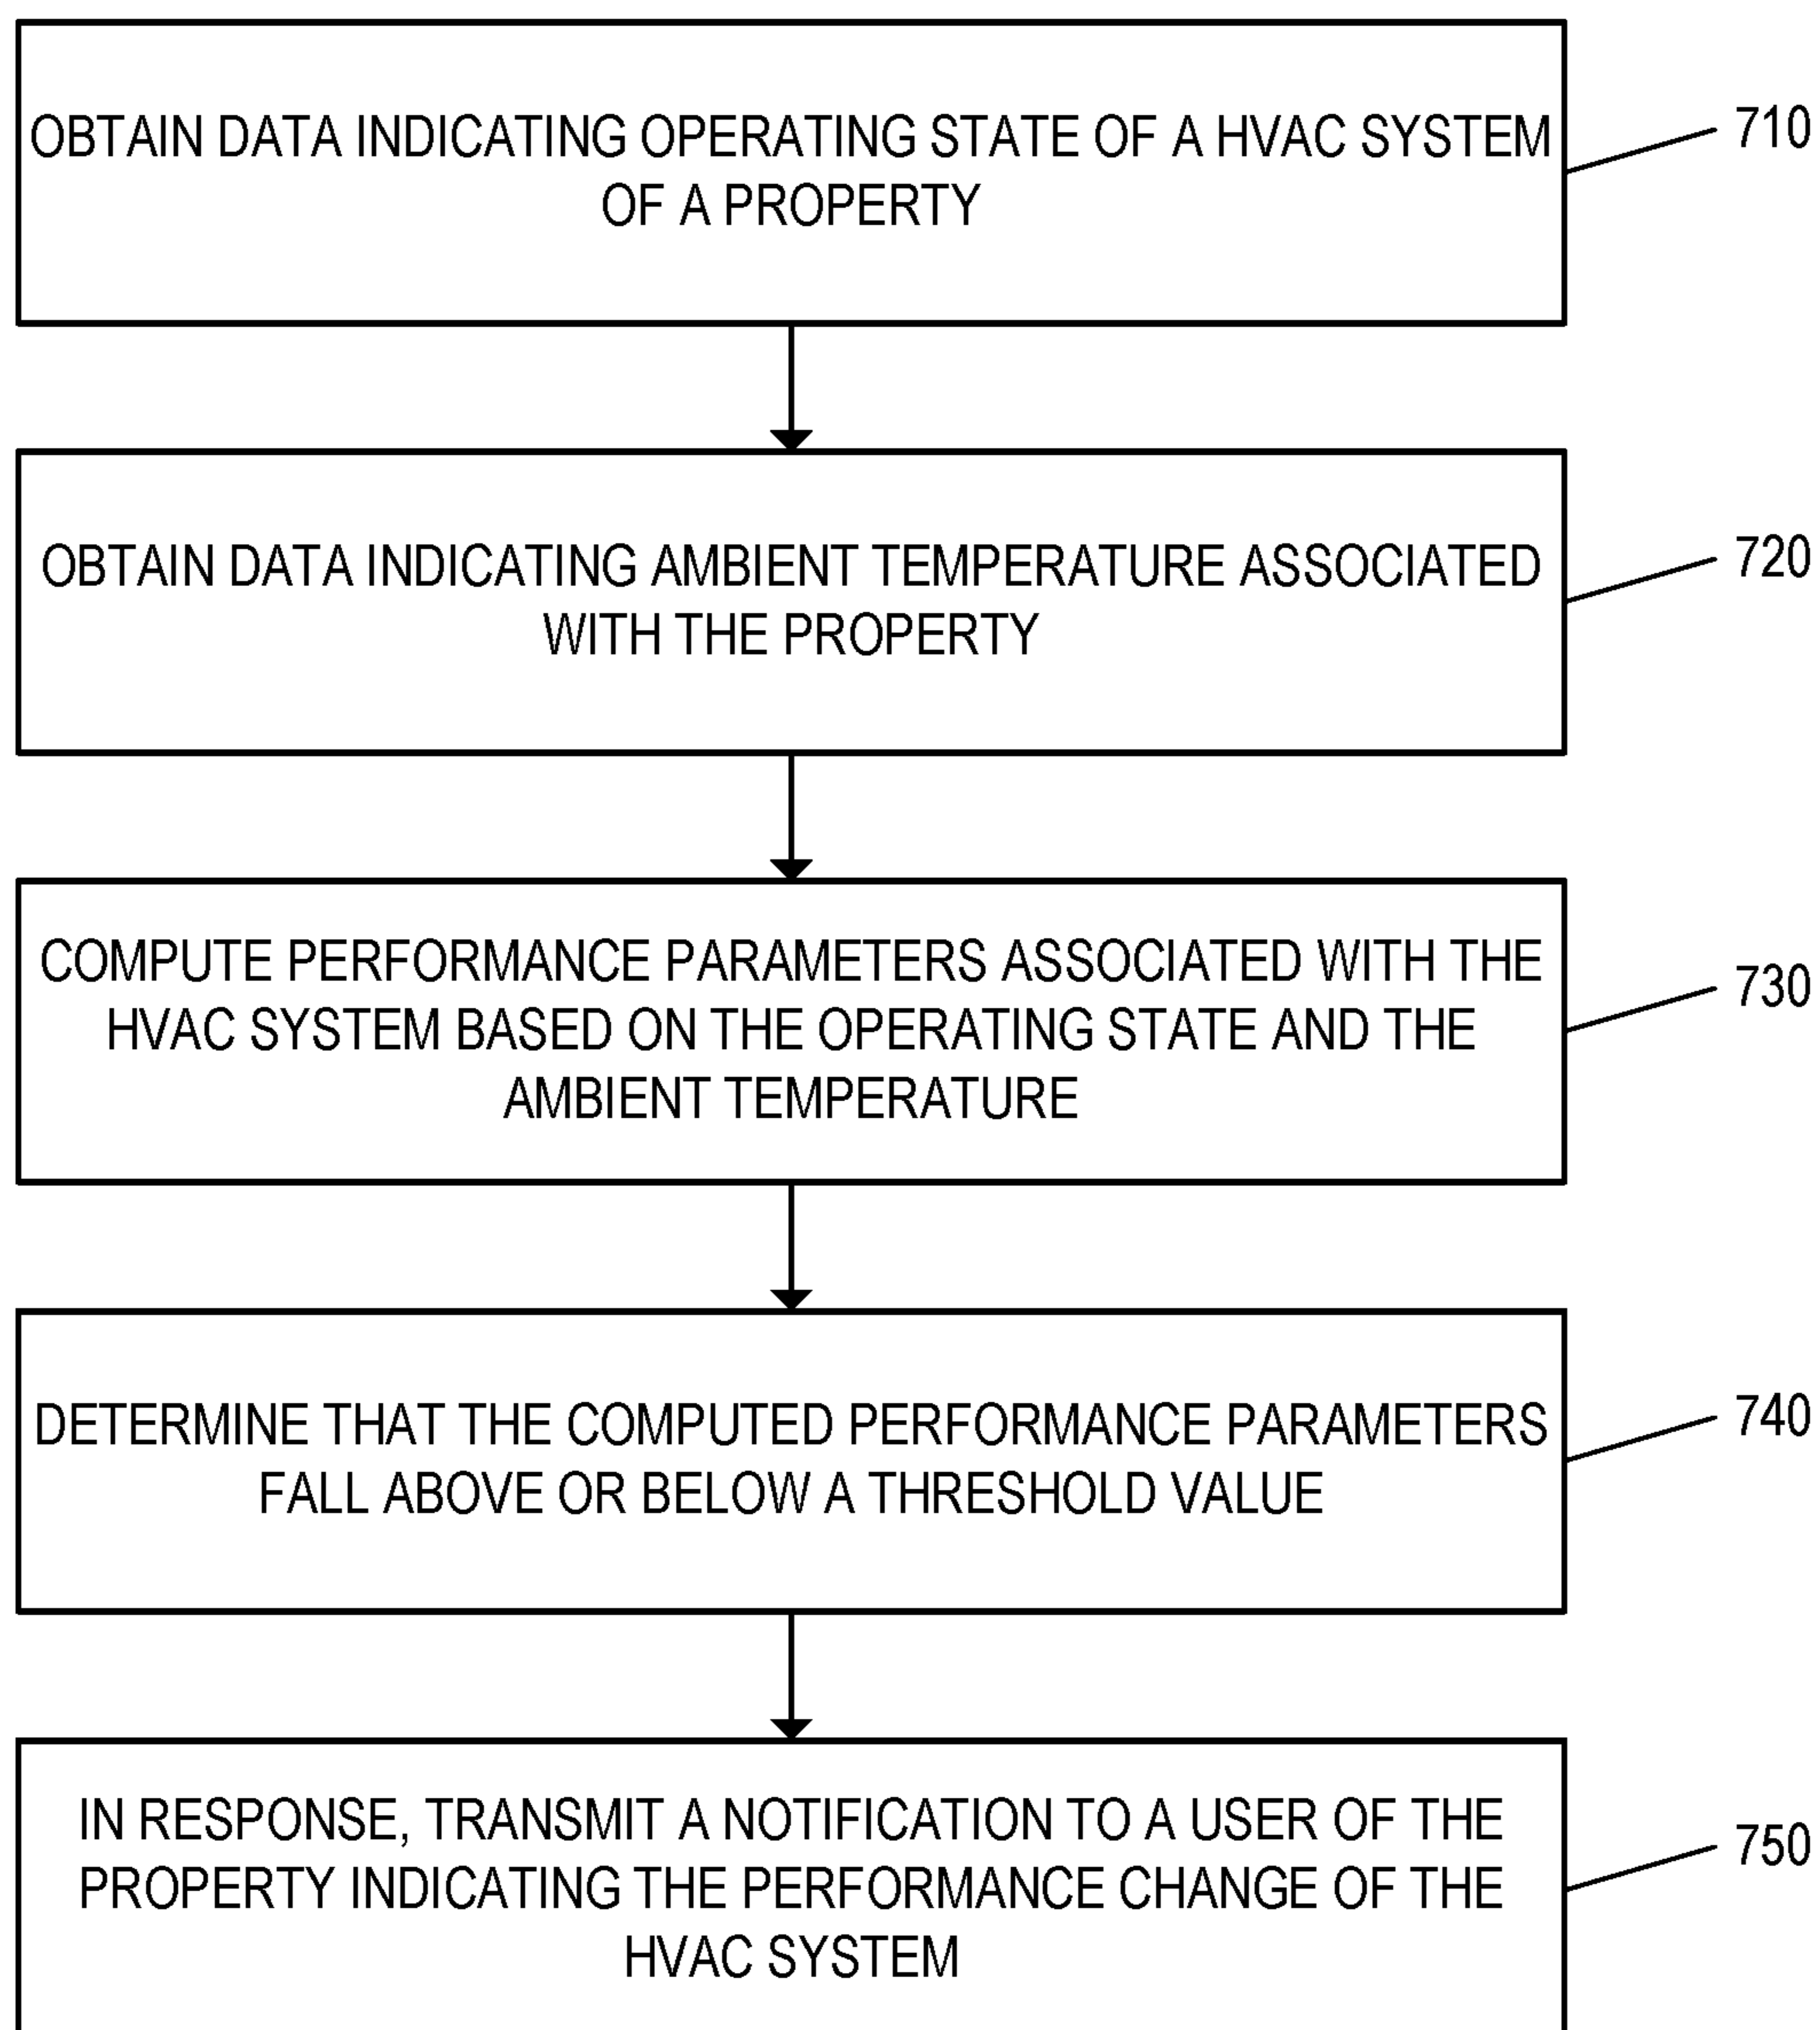 OBTAIN DATA INDICATING OPERATING STATE OF A HVAC SYSTEM
OF A PROPERTY
710
OBTAIN DATA INDICATING AMBIENT TEMPERATURE ASSOCIATED
WITH THE PROPERTY
720
COMPUTE PERFORMANCE PARAMETERS ASSOCIATED WITH THE
HVAC SYSTEM BASED ON THE OPERATING STATE AND THE
AMBIENT TEMPERATURE
730
DETERMINE THAT THE COMPUTED PERFORMANCE PARAMETERS
FALL ABOVE OR BELOW A THRESHOLD VALUE
740
IN RESPONSE, TRANSMIT A NOTIFICATION TO A USER OF THE
PROPERTY INDICATING THE PERFORMANCE CHANGE OF THE
HVAC SYSTEM
750